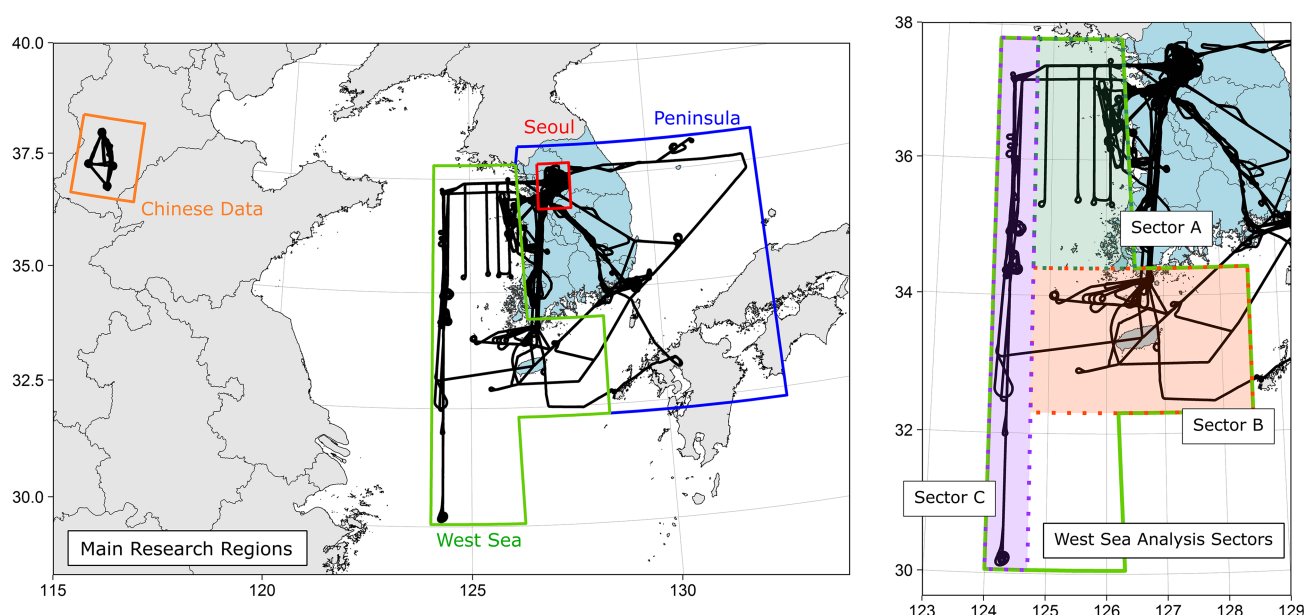 40.0
37.5
35.0
32.5
30.0
115
120
125
130
Seoul
Peninsula
Chinese Data
West Sea
Main Research Regions
38
36
34
32
30
123
124
125
126
127
128
129
Sector A
Sector B
Sector C
West Sea Analysis Sectors